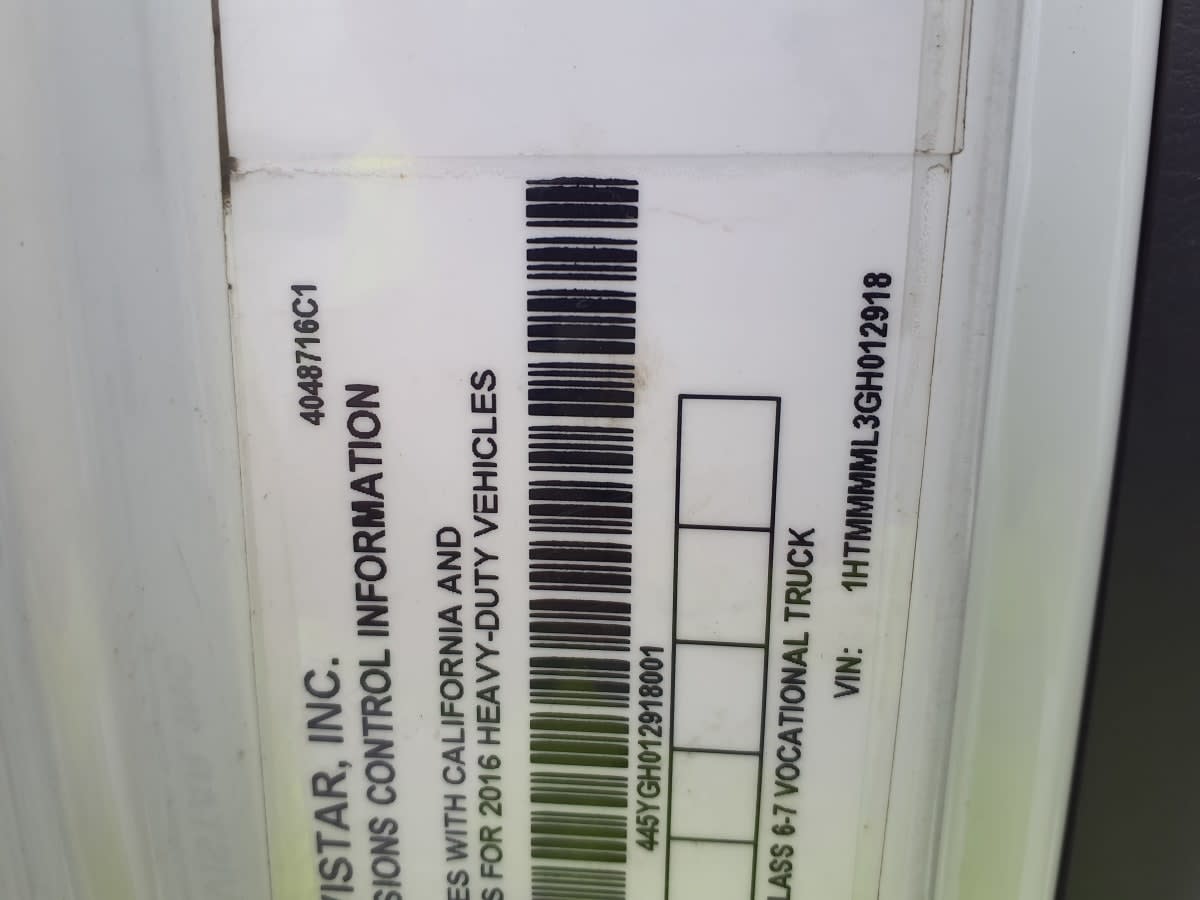 4048716C1
VISTAR, INC.
SIONS CONTROL INFORMATION
ES WITH CALIFORNIA AND
S FOR 2016 HEAVY-DUTY VEHICLES
445YGH012918001
LASS 6-7 VOCATIONAL TRUCK
VIN: 1HTMMMML3GH012918